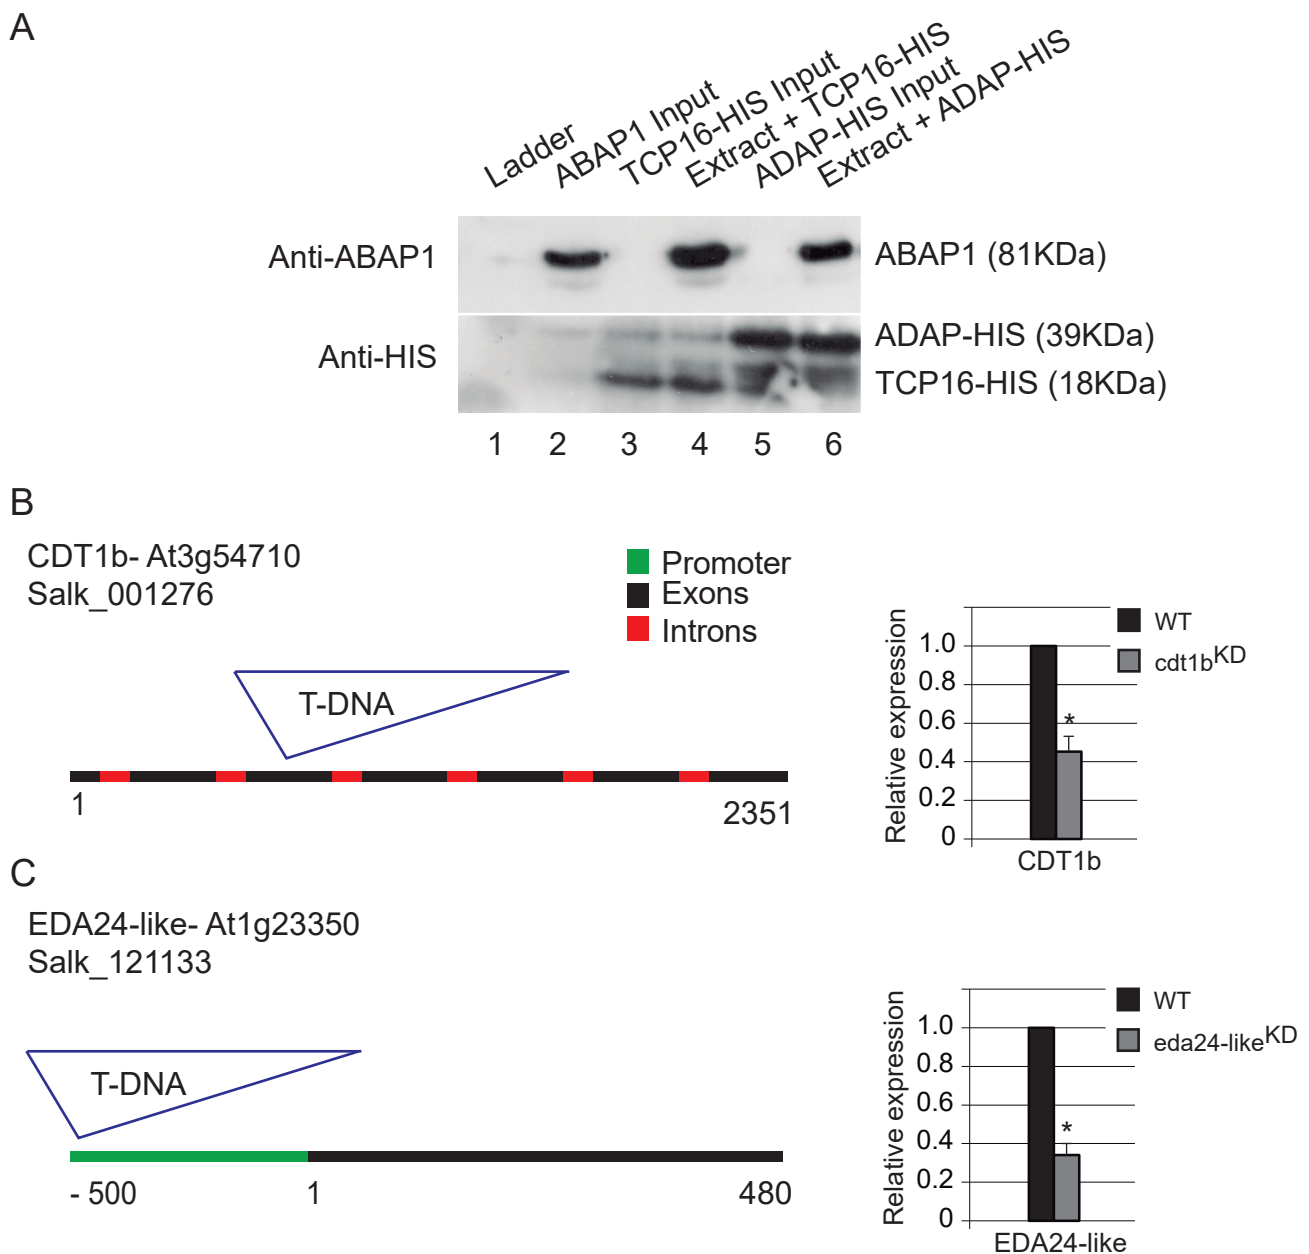 A
Ladder
ABAP1 Input
TCP16-HIS Input
Extract + TCP16-HIS
ADAP-HIS Input
Extract + ADAP-HIS
Anti-ABAP1
ABAP1 (81KDa)
Anti-HIS
ADAP-HIS (39KDa)
TCP16-HIS (18KDa)
1 2 3 4 5 6
B
CDT1b- At3g54710
Salk_001276
Promoter
Exons
Introns
T-DNA
1
2351
Relative expression
1.0
0.8
0.6
0.4
0.2
0
*
CDT1b
WT
cdt1bKD
C
EDA24-like- At1g23350
Salk_121133
T-DNA
- 500
1
480
Relative expression
1.0
0.8
0.6
0.4
0.2
0
*
EDA24-like
WT
eda24-likeKD